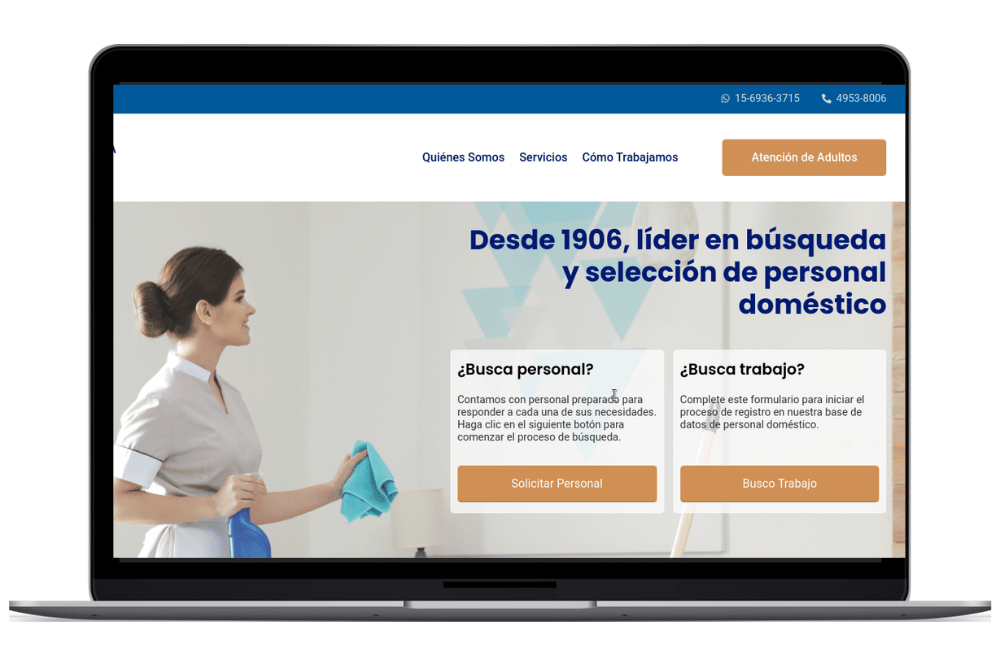 15-6936-3715 4953-8006
Quiénes Somos Servicios Cómo Trabajamos Atención de Adultos
Desde 1906, líder en búsqueda
y selección de personal
doméstico
¿Busca personal?
Contamos con personal preparado para
responder a cada una de sus necesidades.
Haga clic en el siguiente botón para
comenzar el proceso de búsqueda.
Solicitar Personal
¿Busca trabajo?
Complete este formulario para iniciar el
proceso de registro en nuestra base de
datos de personal doméstico.
Busco Trabajo